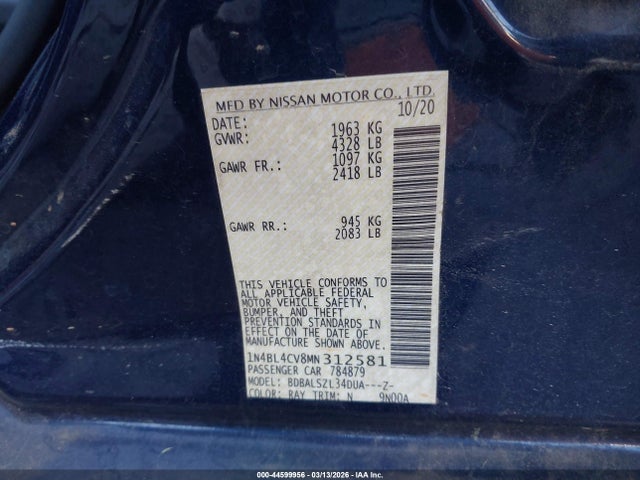 MFD BY NISSAN MOTOR CO., LTD.
DATE: 10/20
GVWR: 1963 KG
4328 LB
GAWR FR.: 1097 KG
2418 LB
GAWR RR.: 945 KG
2083 LB
THIS VEHICLE CONFORMS TO
ALL APPLICABLE FEDERAL
MOTOR VEHICLE SAFETY,
BUMPER, AND THEFT
PREVENTION STANDARDS IN
EFFECT ON THE DATE OF
MANUFACTURE SHOWN ABOVE.
1N4BL4CV8MN312581
PASSENGER CAR 784879
MODEL: BDBALSZL34DUA---Z-
COLOR: RAY TRIM: N 9N00A
000-44599956 | 03/13/2026 | IAA Inc.